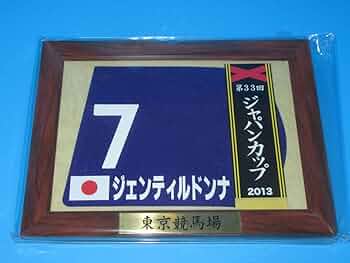 7
ジェンティルドンナ
第33回
ジャパンカップ
2013
東京競馬場